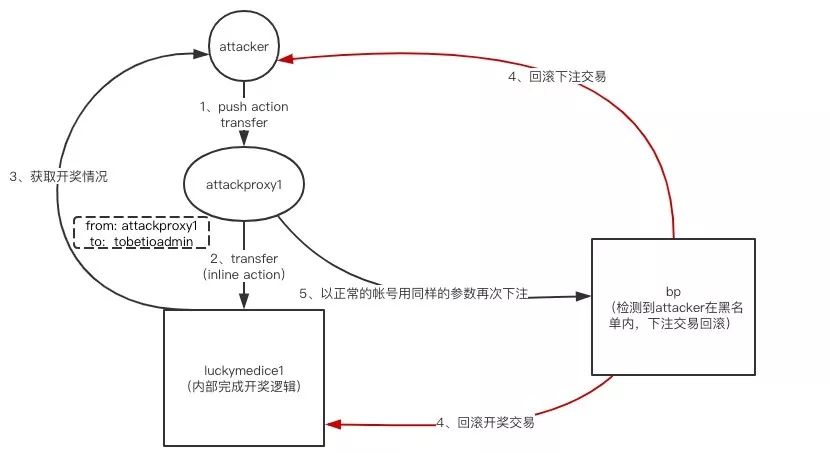 attacker
4、回滚下注交易
1、push action
transfer
attackproxy1
3、获取开奖情况
from: attackproxy1
to: tobetioadmin
2、transfer
(inline action)
5、以正常的帐号用同样的参数再次下注
bp
（检测到attacker在黑名
单内，下注交易回滚）
luckymedice1
（内部完成开奖逻辑）
4、回滚开奖交易